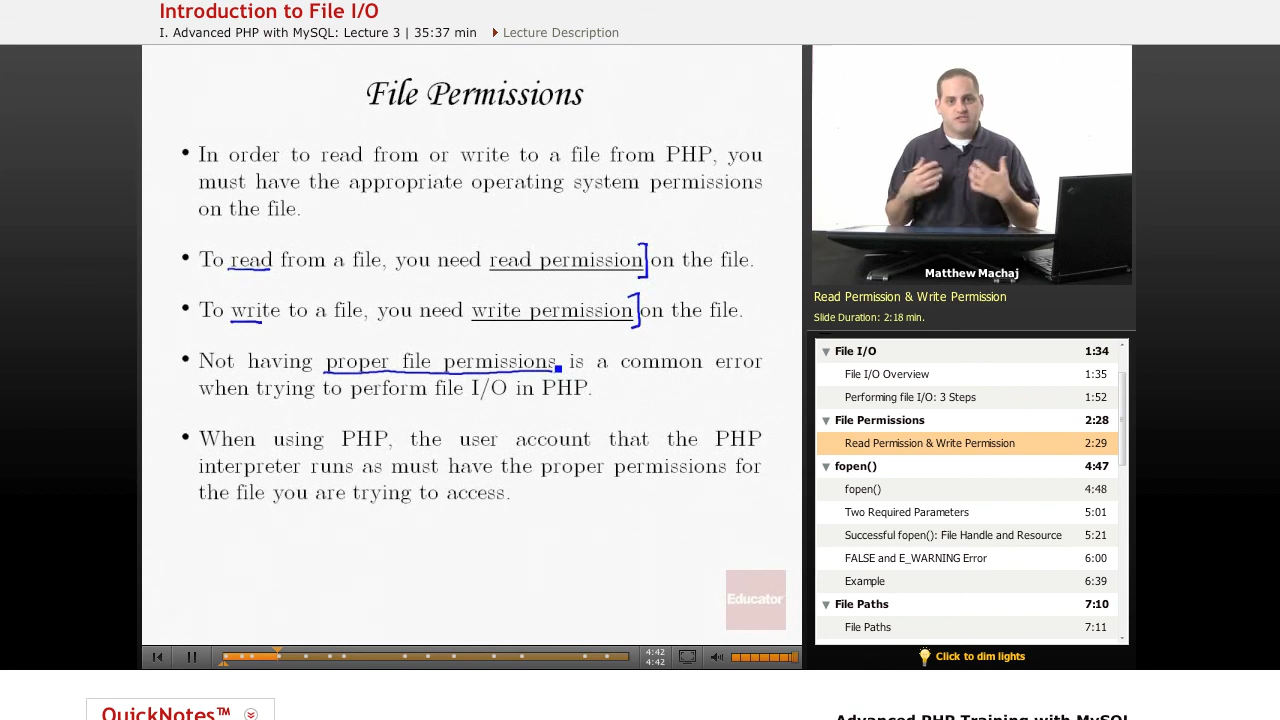 Introduction to File I/O
I. Advanced PHP with MySQL: Lecture 3 | 35:37 min Lecture Description
File Permissions
• In order to read from or write to a file from PHP, you
must have the appropriate operating system permissions
on the file.
• To read from a file, you need read permission on the file.
• To write to a file, you need write permission on the file.
• Not having proper file permissions is a common error
when trying to perform file I/O in PHP.
• When using PHP, the user account that the PHP
interpreter runs as must have the proper permissions for
the file you are trying to access.
Educator
4:42
4:42
Matthew Machaj
Read Permission & Write Permission
Slide Duration: 2:18 min.
File I/O 1:34
File I/O Overview 1:35
Performing file I/O: 3 Steps 1:52
File Permissions 2:28
Read Permission & Write Permission 2:29
fopen() 4:47
fopen() 4:48
Two Required Parameters 5:01
Successful fopen(): File Handle and Resource 5:21
FALSE and E_WARNING Error 6:00
Example 6:39
File Paths 7:10
File Paths 7:11
Click to dim lights
QuickNotes™
Advanced PHP Training with MySQL